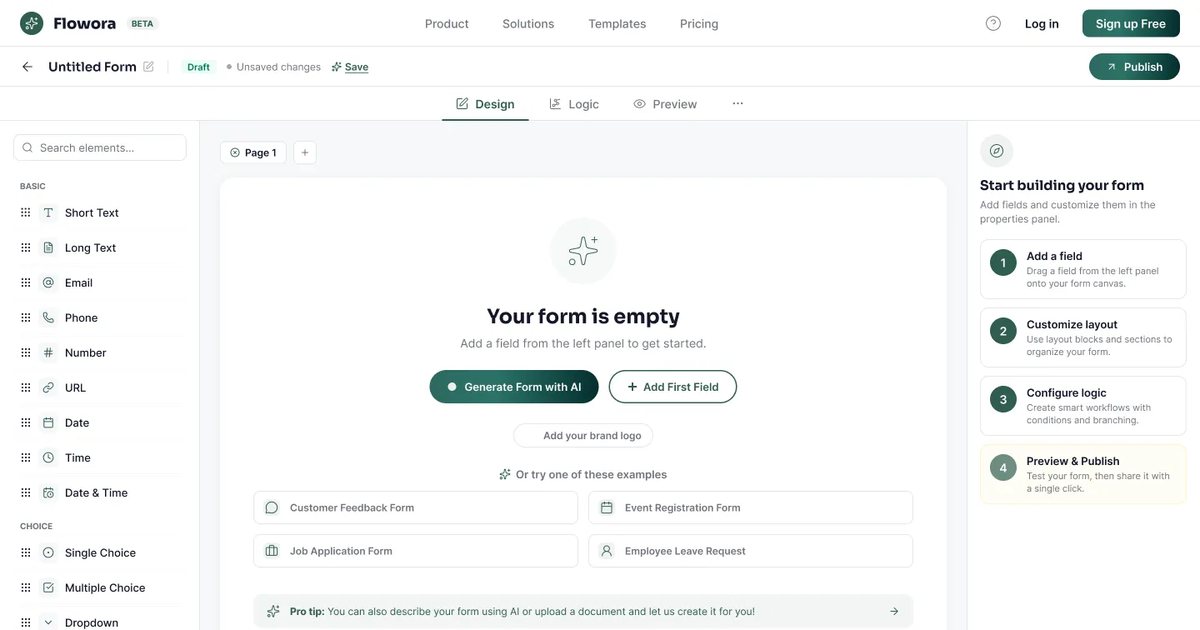 Flowora BETA
Product Solutions Templates Pricing
? Log in Sign up Free
Untitled Form Draft Unsaved changes Save Publish
Design Logic Preview ...
Search elements...
BASIC
Short Text
Long Text
Email
Phone
Number
URL
Date
Time
Date & Time
CHOICE
Single Choice
Multiple Choice
Dropdown
Page 1 +
Your form is empty
Add a field from the left panel to get started.
Generate Form with AI + Add First Field
Add your brand logo
Or try one of these examples
Customer Feedback Form Event Registration Form
Job Application Form Employee Leave Request
Pro tip: You can also describe your form using AI or upload a document and let us create it for you!
Start building your form
Add fields and customize them in the
properties panel.
1 Add a field
Drag a field from the left panel
onto your form canvas.
2 Customize layout
Use layout blocks and sections to
organize your form.
3 Configure logic
Create smart workflows with
conditions and branching.
4 Preview & Publish
Test your form, then share it with
a single click.